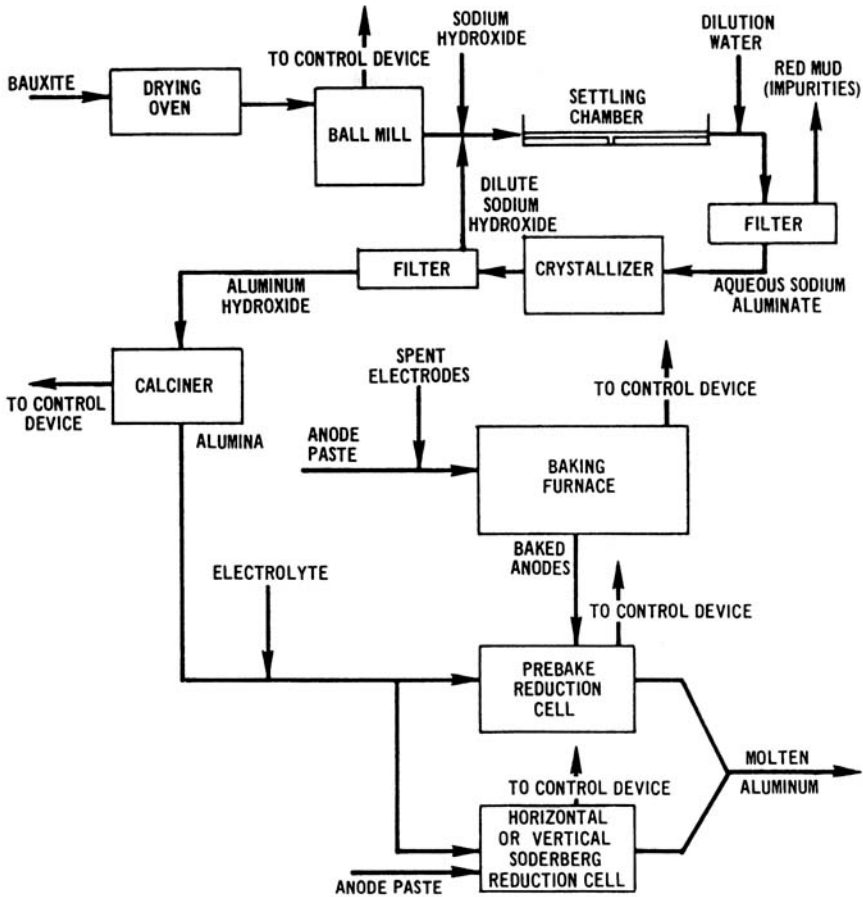 SODIUM
HYDROXIDE
DILUTION
WATER
TO CONTROL DEVICE
RED MUD
(IMPURITIES)
BAUXITE
DRYING
OVEN
SETTLING
CHAMBER
BALL MILL
DILUTE
SODIUM
HYDROXIDE
FILTER
FILTER
CRYSTALLIZER
AQUEOUS SODIUM
ALUMINATE
ALUMINUM
HYDROXIDE
SPENT
ELECTRODES
CALCINER
TO CONTROL DEVICE
TO CONTROL
DEVICE
ALUMINA
ANODE
PASTE
BAKING
FURNACE
BAKED
ANODES
ELECTROLYTE
TO CONTROL DEVICE
PREBAKE
REDUCTION
CELL
MOLTEN
ALUMINUM
TO CONTROL DEVICE
HORIZONTAL
OR VERTICAL
SODERBERG
REDUCTION CELL
ANODE PASTE